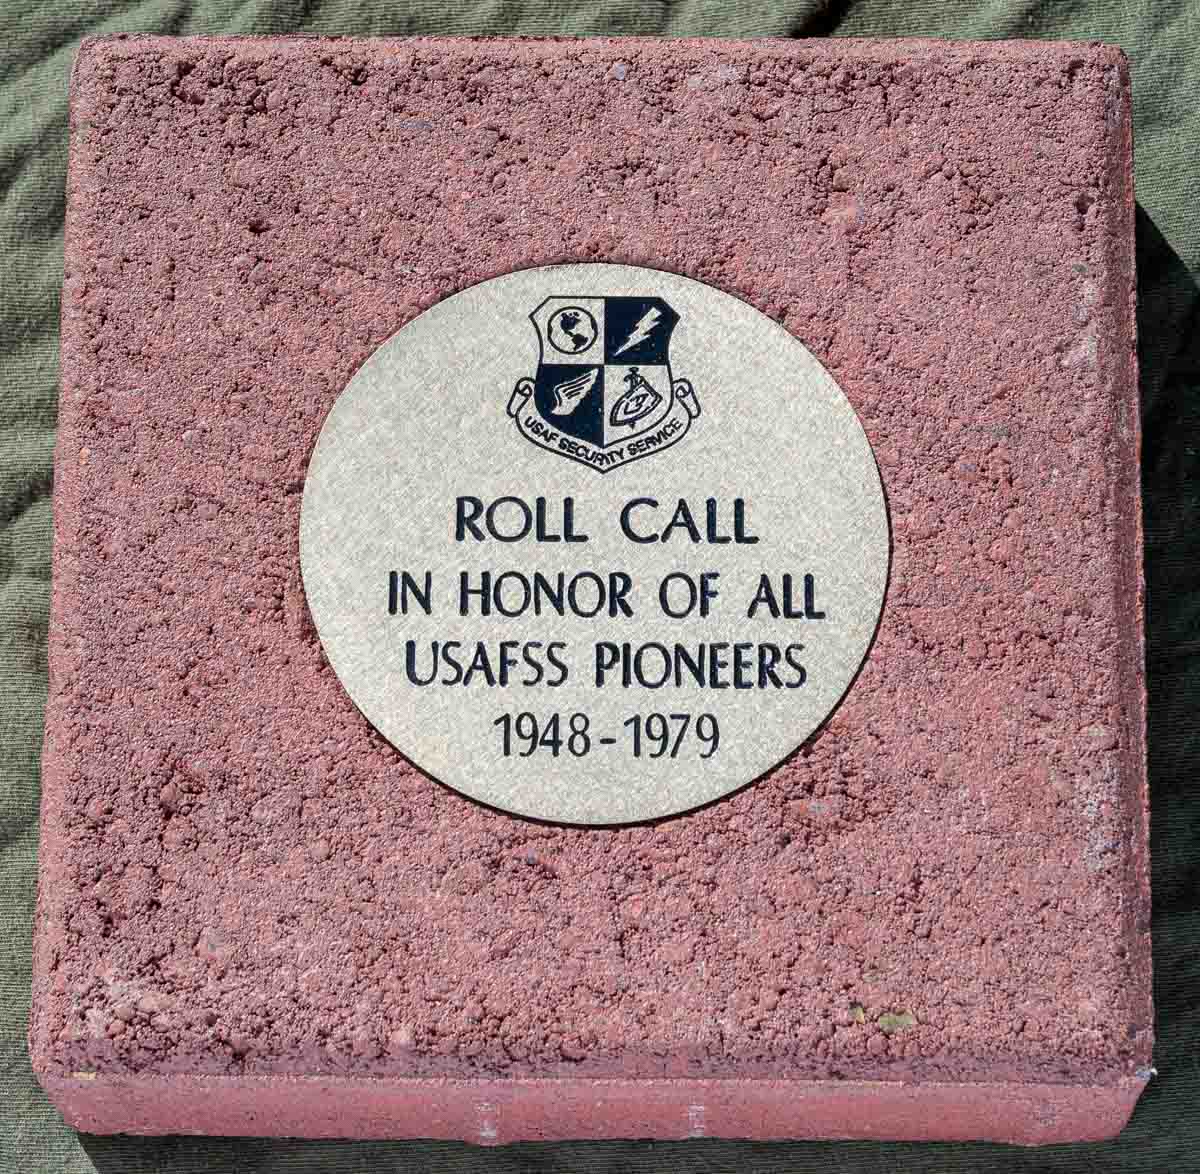 USAF SECURITY SERVICE
ROLL CALL
IN HONOR OF ALL
USAFSS PIONEERS
1948-1979